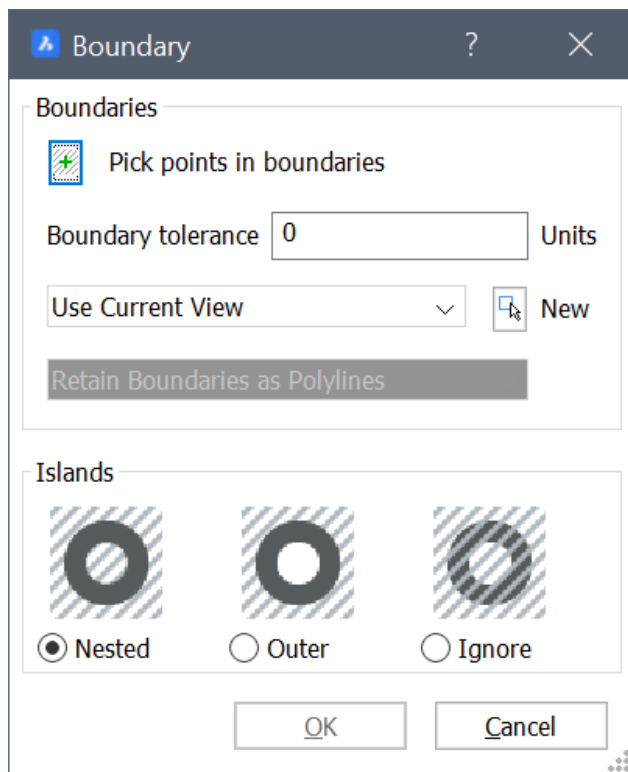 Boundary ?
Boundaries
Pick points in boundaries
Boundary tolerance 0 Units
Use Current View New
Retain Boundaries as Polylines
Islands
Nested Outer Ignore
OK Cancel